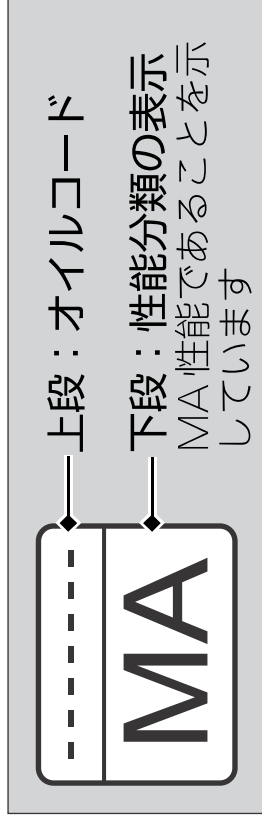 上段：オイルコード
下段：性能分類の表示
MA 性能であることを示
しています
--------
MA